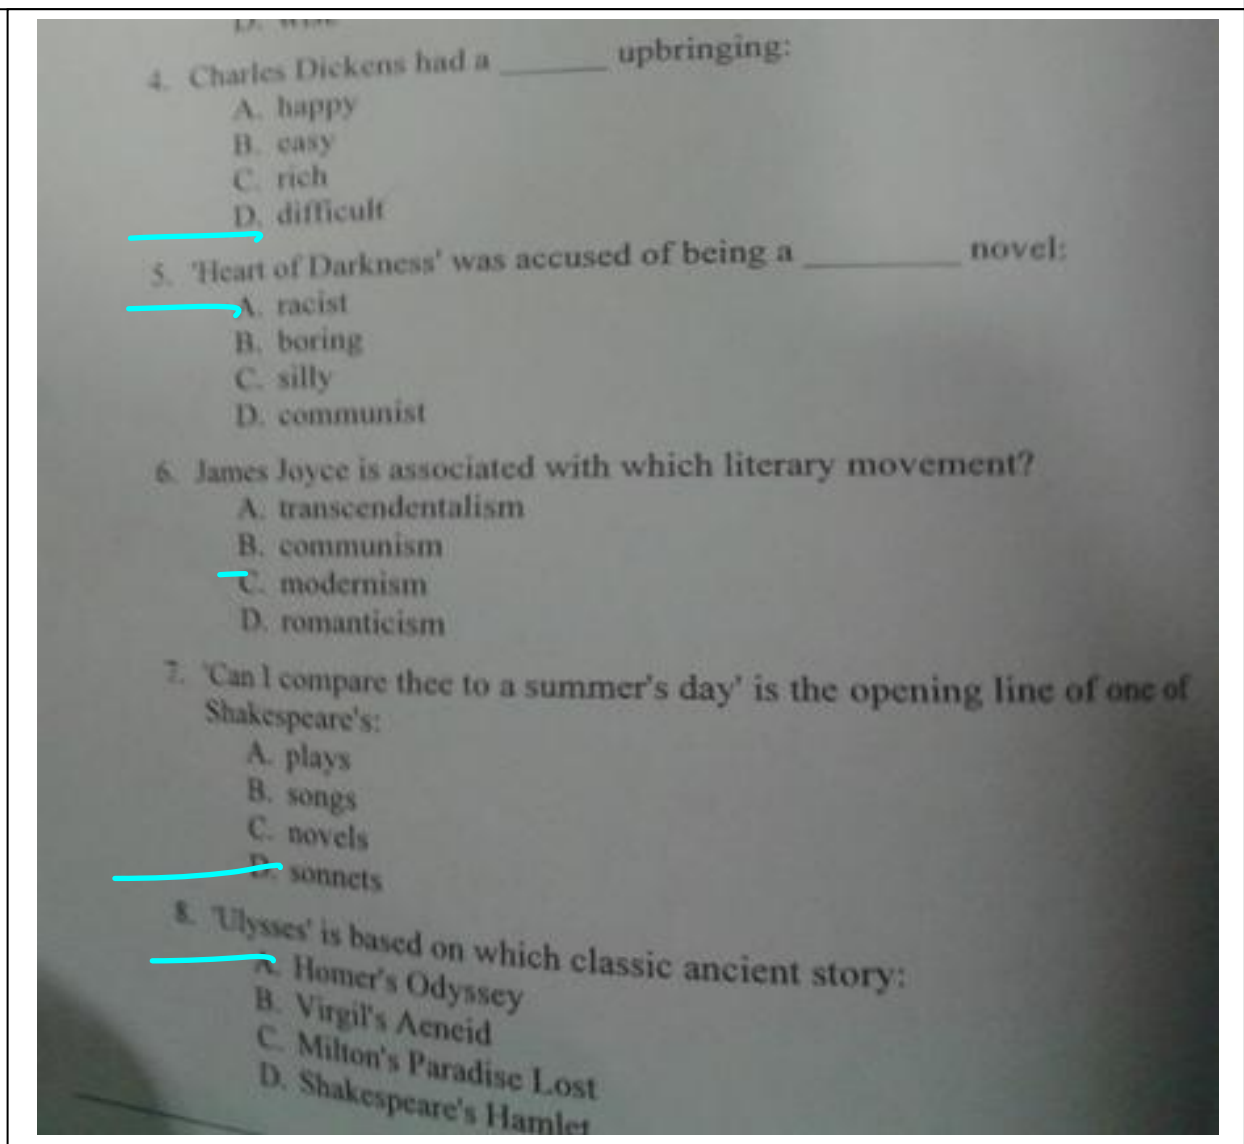 D. wise
4. Charles Dickens had a ______ upbringing:
A. happy
B. easy
C. rich
D. difficult
5. 'Heart of Darkness' was accused of being a _________ novel:
A. racist
B. boring
C. silly
D. communist
6. James Joyce is associated with which literary movement?
A. transcendentalism
B. communism
C. modernism
D. romanticism
7. 'Can I compare thee to a summer's day' is the opening line of one of
Shakespeare's:
A. plays
B. songs
C. novels
D. sonnets
8. 'Ulysses' is based on which classic ancient story:
A. Homer's Odyssey
B. Virgil's Aeneid
C. Milton's Paradise Lost
D. Shakespeare's Hamlet